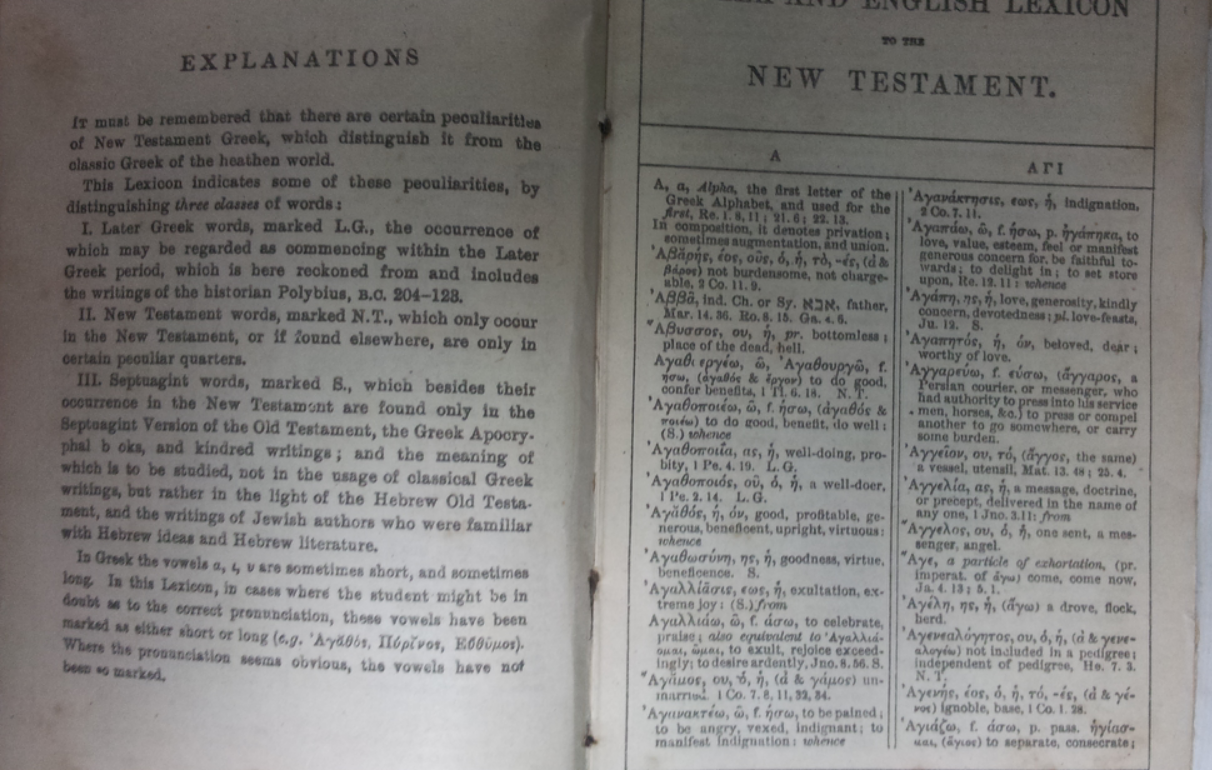 EXPLANATIONS
IT must be remembered that there are certain peculiarities
of New Testament Greek, which distinguish it from the
classic Greek of the heathen world.
This Lexicon indicates some of these peculiarities, by
distinguishing three classes of words:
I. Later Greek words, marked L.G., the occurrence of
which may be regarded as commencing within the Later
Greek period, which is here reckoned from and includes
the writings of the historian Polybius, B.C. 204–123.
II. New Testament words, marked N.T., which only occur
in the New Testament, or if found elsewhere, are only in
certain peculiar quarters.
III. Septuagint words, marked S., which besides their
occurrence in the New Testament are found only in the
Septuagint Version of the Old Testament, the Greek Apocry-
phal b oks, and kindred writings; and the meaning of
which is to be studied, not in the usage of classical Greek
writings, but rather in the light of the Hebrew Old Testa-
ment, and the writings of Jewish authors who were familiar
with Hebrew ideas and Hebrew literature.
In Greek the vowels α, ι, υ are sometimes short, and sometimes
long. In this Lexicon, in cases where the student might be in
doubt as to the correct pronunciation, these vowels have been
marked as either short or long (e.g. Ἀγᾰθός, Πύρῐνος, Εὔθῡμος).
Where the pronunciation seems obvious, the vowels have not
been so marked.
AND ENGLISH LEXICON
TO THE
NEW TESTAMENT.
Α
Α, α, Alpha, the first letter of the
Greek Alphabet, and used for the
first, Re. 1. 8, 11; 21. 6; 22. 13.
In composition, it denotes privation;
sometimes augmentation, and union.
Ἀβᾰρής, έος, οῦς, ὁ, ἡ, τό, -ές, (ἀ &
βάρος) not burdensome, not charge-
able, 2 Co. 11. 9.
Ἀββᾶ, ind. Ch. or Sy. אבא, father,
Mar. 14. 36. Ro. 8. 15. Ga. 4. 6.
Ἄβυσσος, ου, ἡ, pr. bottomless;
place of the dead, hell.
Ἀγαθοεργέω, ῶ, Ἀγαθουργῶ, f.
ήσω, (ἀγαθός & ἔργον) to do good,
confer benefits, 1 Ti. 6. 18. N. T.
Ἀγαθοποιέω, ῶ, f. ήσω, (ἀγαθός &
ποιέω) to do good, benefit, do well:
(S.) whence
Ἀγαθοποιΐα, ας, ἡ, well-doing, pro-
bity, 1 Pe. 4. 19. L. G.
Ἀγαθοποιός, οῦ, ὁ, ἡ, a well-doer,
1 Pe. 2. 14. L. G.
Ἀγᾰθός, ή, όν, good, profitable, ge-
nerous, beneficent, upright, virtuous:
whence
Ἀγαθωσύνη, ης, ἡ, goodness, virtue,
beneficence. S.
Ἀγαλλίᾱσις, εως, ἡ, exultation, ex-
treme joy: (S.) from
Ἀγαλλιάω, ῶ, f. άσω, to celebrate,
praise; also equivalent to Ἀγαλλιά-
ομαι, ῶμαι, to exult, rejoice exceed-
ingly; to desire ardently, Jno. 8. 56. S.
Ἄγᾰμος, ου, ὁ, ἡ, (ἀ & γάμος) un-
married. 1 Co. 7. 8, 11, 32, 34.
Ἀγανακτέω, ῶ, f. ήσω, to be pained;
to be angry, vexed, indignant; to
manifest indignation: whence
ΑΓΙ
Ἀγανάκτησις, εως, ἡ, indignation,
2 Co. 7. 11.
Ἀγαπάω, ῶ, f. ήσω, p. ἠγάπηκα, to
love, value, esteem, feel or manifest
generous concern for, be faithful to-
wards; to delight in; to set store
upon, Re. 12. 11: whence
Ἀγάπη, ης, ἡ, love, generosity, kindly
concern, devotedness; pl. love-feasts,
Ju. 12. S.
Ἀγαπητός, ή, όν, beloved, dear;
worthy of love.
Ἀγγαρεύω, f. εύσω, (ἄγγαρος, a
Persian courier, or messenger, who
had authority to press into his service
men, horses, &c.) to press or compel
another to go somewhere, or carry
some burden.
Ἀγγεῖον, ου, τό, (ἄγγος, the same)
a vessel, utensil, Mat. 13. 48; 25. 4.
Ἀγγελία, ας, ἡ, a message, doctrine,
or precept, delivered in the name of
any one, 1 Jno. 3.11: from
Ἄγγελος, ου, ὁ, ἡ, one sent, a mes-
senger, angel.
Ἄγε, a particle of exhortation, (pr.
imperat. of ἄγω) come, come now,
Ja. 4. 13; 5. 1.
Ἀγέλη, ης, ἡ, (ἄγω) a drove, flock,
herd.
Ἀγενεαλόγητος, ου, ὁ, ἡ, (ἀ & γενε-
αλογέω) not included in a pedigree;
independent of pedigree, He. 7. 3.
N. T.
Ἀγενής, έος, ὁ, ἡ, τό, -ές, (ἀ & γέ-
νος) ignoble, base, 1 Co. 1. 28.
Ἁγιάζω, f. άσω, p. pass. ἡγίασ-
μαι, (ἅγιος) to separate, consecrate;